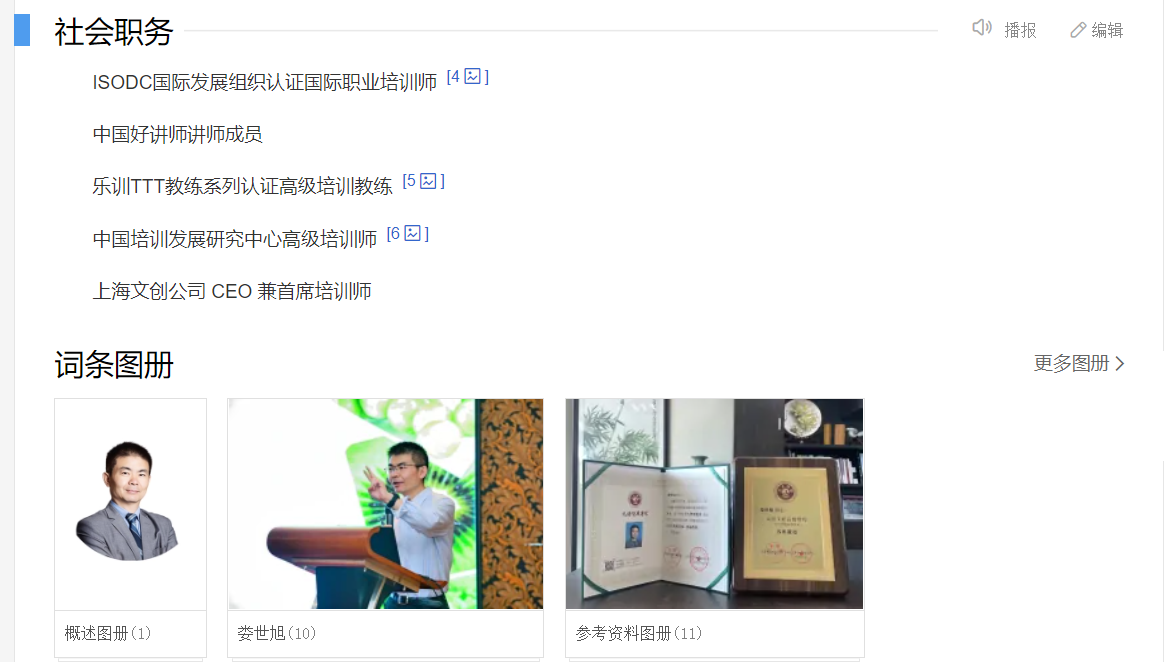 社会职务
播报
编辑
ISODC国际发展组织认证国际职业培训师 [4]
中国好讲师讲师成员
乐训TTT教练系列认证高级培训教练 [5]
中国培训发展研究中心高级培训师 [6]
上海文创公司 CEO 兼首席培训师
词条图册
更多图册
概述图册(1)
娄世旭(10)
参考资料图册(11)